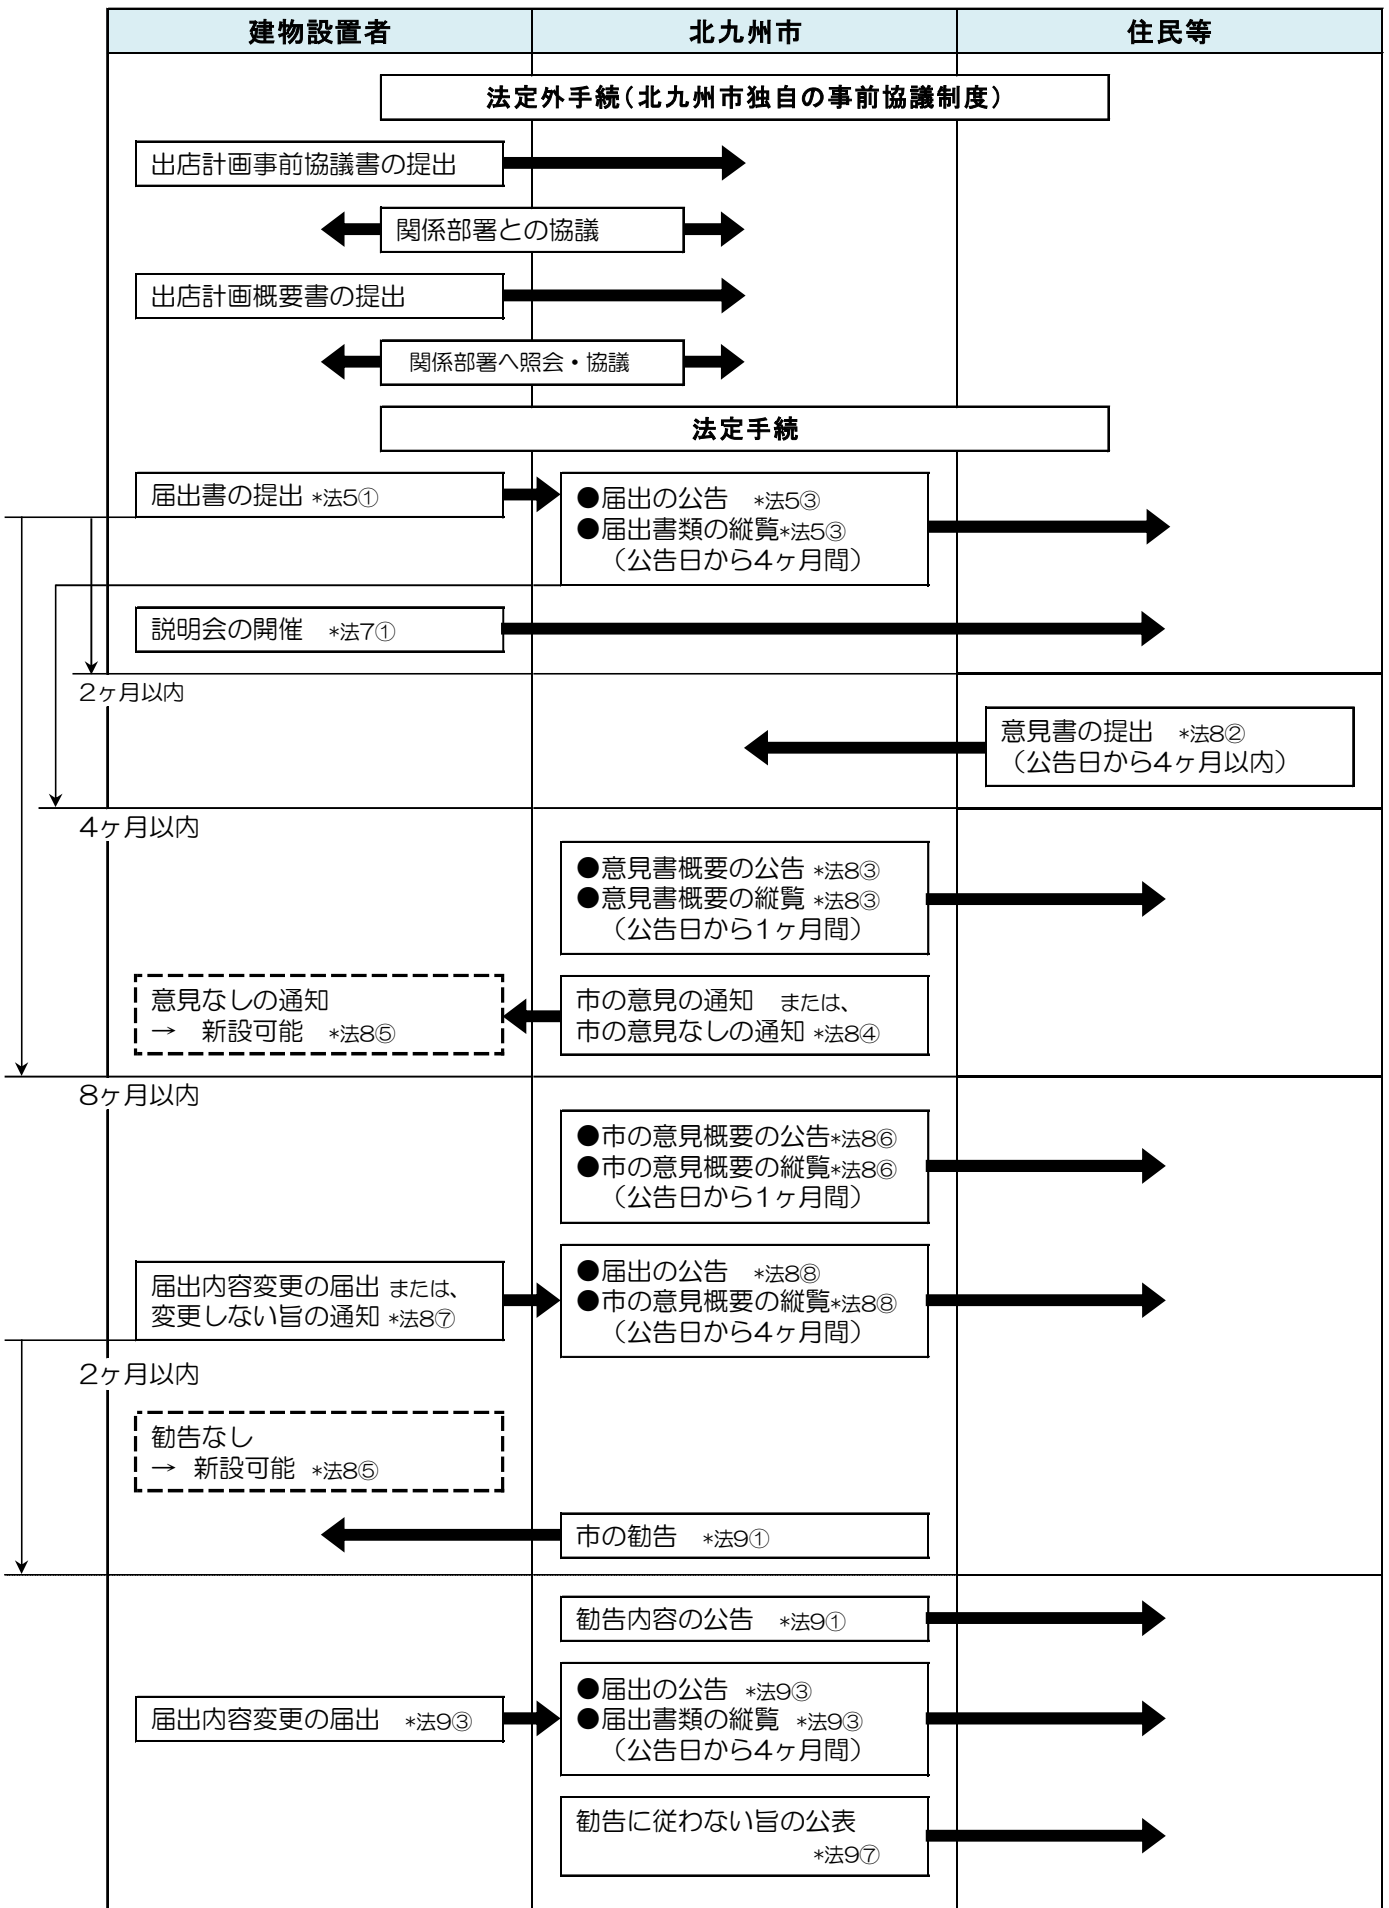 建物設置者
北九州市
住民等
法定外手続（北九州市独自の事前協議制度）
出店計画事前協議書の提出
関係部署との協議
出店計画概要書の提出
関係部署へ照会・協議
法定手続
届出書の提出 *法5①
●届出の公告 *法5③
●届出書類の縦覧*法5③
（公告日から4ヶ月間）
説明会の開催 *法7①
2ヶ月以内
意見書の提出 *法8②
（公告日から4ヶ月以内）
4ヶ月以内
●意見書概要の公告 *法8③
●意見書概要の縦覧 *法8③
（公告日から1ヶ月間）
意見なしの通知
→ 新設可能 *法8⑤
市の意見の通知 または、
市の意見なしの通知 *法8④
8ヶ月以内
●市の意見概要の公告*法8⑥
●市の意見概要の縦覧*法8⑥
（公告日から1ヶ月間）
届出内容変更の届出 または、
変更しない旨の通知 *法8⑦
●届出の公告 *法8⑧
●市の意見概要の縦覧*法8⑧
（公告日から4ヶ月間）
2ヶ月以内
勧告なし
→ 新設可能 *法8⑤
市の勧告 *法9①
勧告内容の公告 *法9①
届出内容変更の届出 *法9③
●届出の公告 *法9③
●届出書類の縦覧 *法9③
（公告日から4ヶ月間）
勧告に従わない旨の公表
*法9⑦